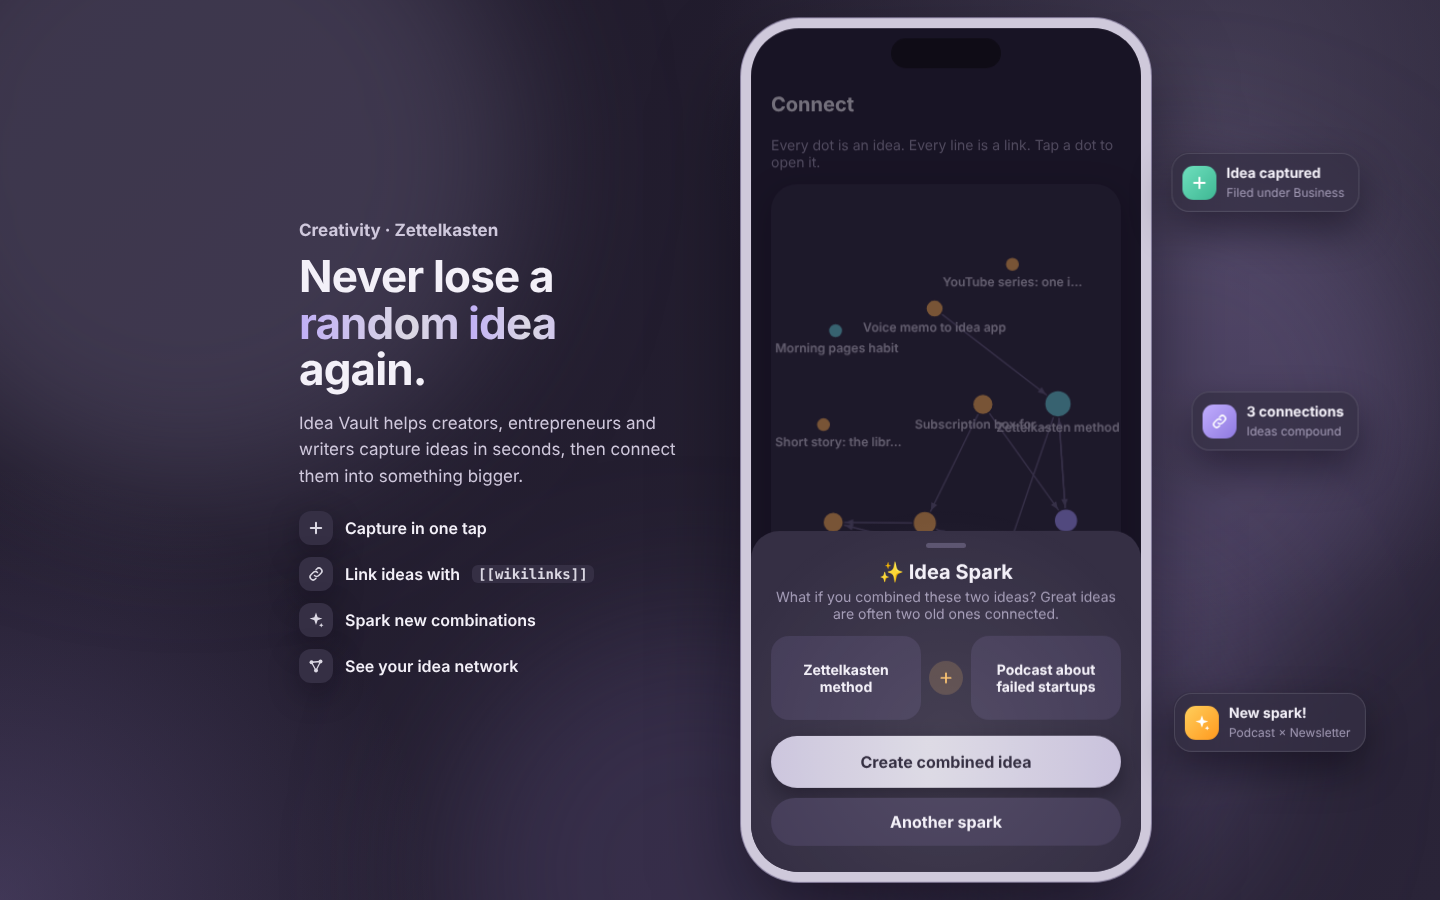 Creativity · Zettelkasten
Never lose a
random idea
again.
Idea Vault helps creators, entrepreneurs and
writers capture ideas in seconds, then connect
them into something bigger.
Capture in one tap
Link ideas with [[wikilinks]]
Spark new combinations
See your idea network
Connect
Every dot is an idea. Every line is a link. Tap a dot to
open it.
YouTube series: one i...
Voice memo to idea app
Morning pages habit
Subscription box for...
Zettelkasten method
Short story: the libr...
✨ Idea Spark
What if you combined these two ideas? Great ideas
are often two old ones connected.
Zettelkasten
method
+
Podcast about
failed startups
Create combined idea
Another spark
Idea captured
Filed under Business
3 connections
Ideas compound
New spark!
Podcast × Newsletter